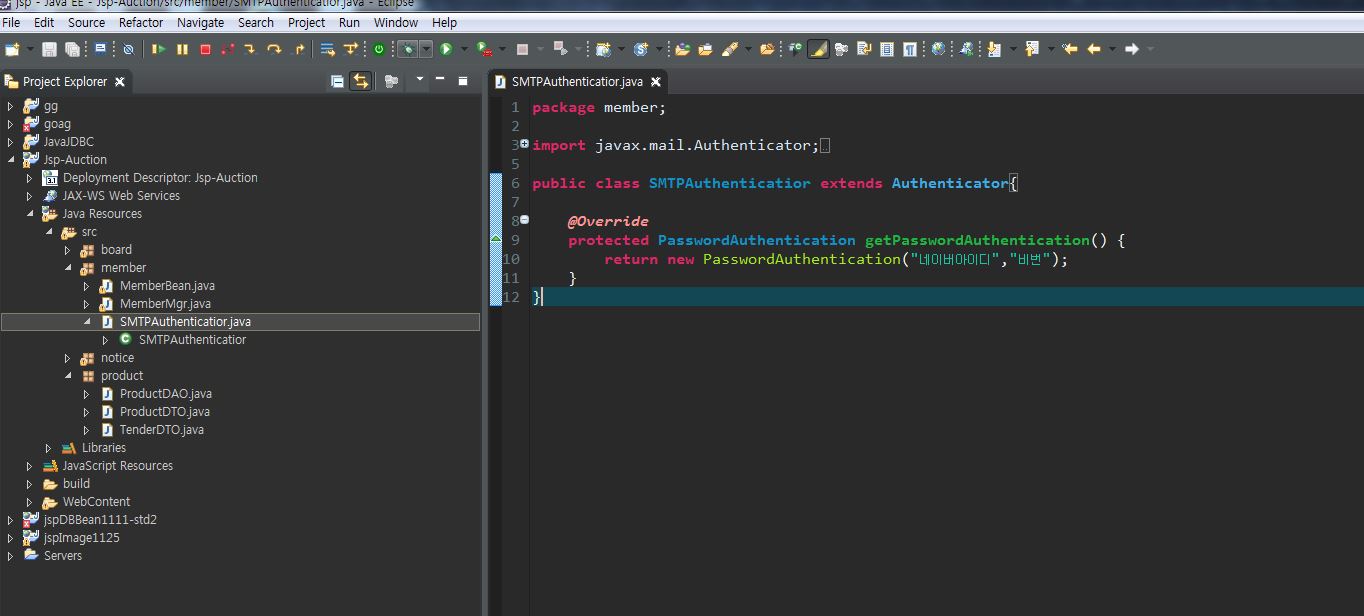 jsp - Java EE - Jsp-Auction/src/member/SMTPAuthenticatior.java - Eclipse
File Edit Source Refactor Navigate Search Project Run Window Help
Project Explorer
gg
goag
JavaJDBC
Jsp-Auction
Deployment Descriptor: Jsp-Auction
JAX-WS Web Services
Java Resources
src
board
member
MemberBean.java
MemberMgr.java
SMTPAuthenticatior.java
SMTPAuthenticatior
notice
product
ProductDAO.java
ProductDTO.java
TenderDTO.java
Libraries
JavaScript Resources
build
WebContent
jspDBBean1111-std2
jspImage1125
Servers
SMTPAuthenticatior.java
1 package member;
2
3 import javax.mail.Authenticator;
5
6 public class SMTPAuthenticatior extends Authenticator{
7
8 @Override
9 protected PasswordAuthentication getPasswordAuthentication() {
10 return new PasswordAuthentication("네이버아이디","비번");
11 }
12 }